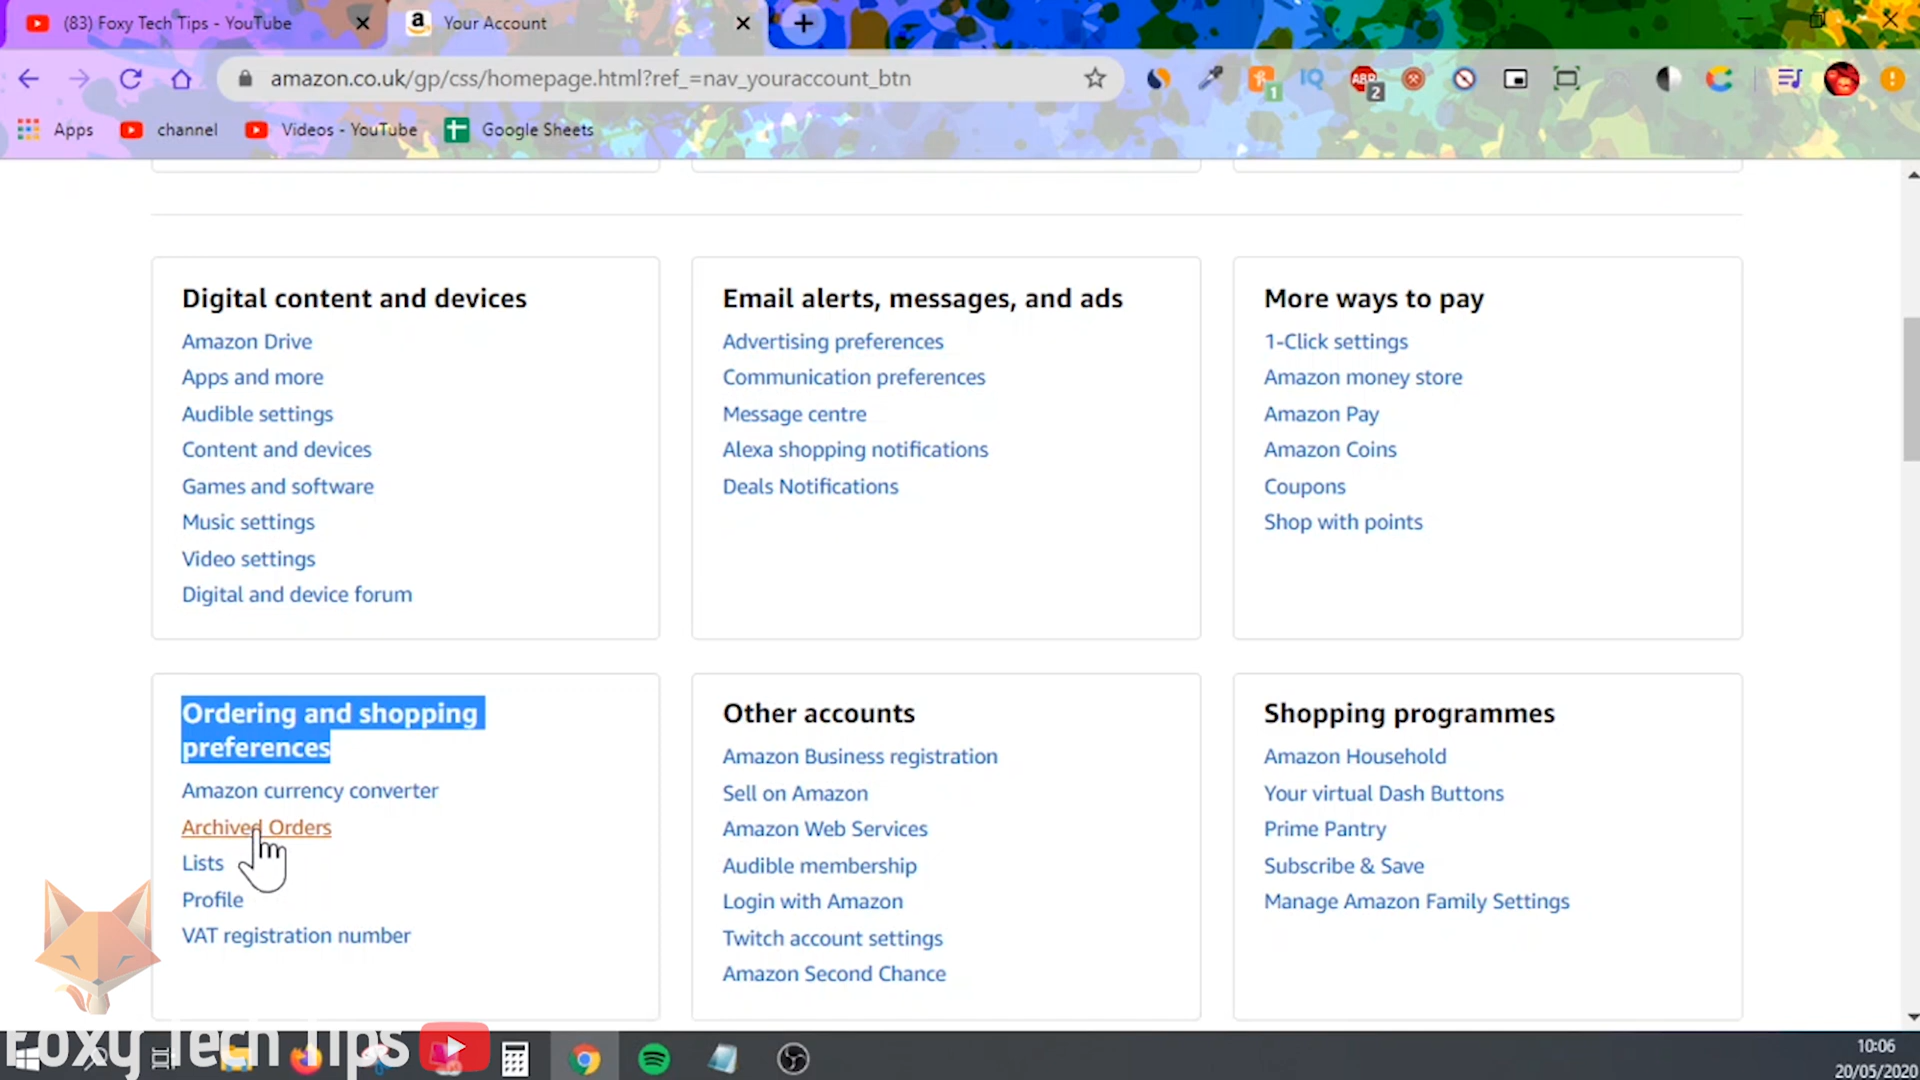 (83) Foxy Tech Tips - YouTube
Your Account
amazon.co.uk/gp/css/homepage.html?ref_=nav_youraccount_btn
1
IQ
ABP
2
Apps
channel
Videos - YouTube
Google Sheets
Digital content and devices
Amazon Drive
Apps and more
Audible settings
Content and devices
Games and software
Music settings
Video settings
Digital and device forum
Email alerts, messages, and ads
Advertising preferences
Communication preferences
Message centre
Alexa shopping notifications
Deals Notifications
More ways to pay
1-Click settings
Amazon money store
Amazon Pay
Amazon Coins
Coupons
Shop with points
Ordering and shopping
preferences
Amazon currency converter
Archived Orders
Lists
Profile
VAT registration number
Other accounts
Amazon Business registration
Sell on Amazon
Amazon Web Services
Audible membership
Login with Amazon
Twitch account settings
Amazon Second Chance
Shopping programmes
Amazon Household
Your virtual Dash Buttons
Prime Pantry
Subscribe & Save
Manage Amazon Family Settings
Foxy Tech Tips
10:06
20/05/2020